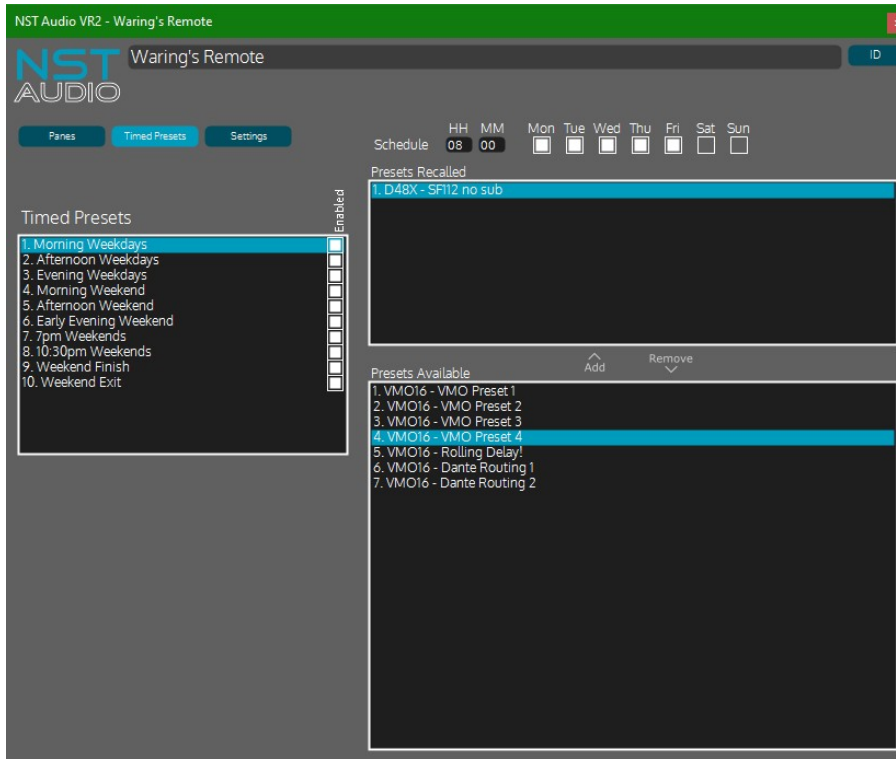 NST Audio VR2 - Waring's Remote
NST
AUDIO
Waring's Remote
ID
Panes
Timed Presets
Settings
HH MM Mon Tue Wed Thu Fri Sat Sun
Schedule 08 00
Presets Recalled
1. D48X - SF112 no sub
Timed Presets
Enabled
1. Morning Weekdays
2. Afternoon Weekdays
3. Evening Weekdays
4. Morning Weekend
5. Afternoon Weekend
6. Early Evening Weekend
7. 7pm Weekends
8. 10:30pm Weekends
9. Weekend Finish
10. Weekend Exit
Add
Remove
Presets Available
1. VMO16 - VMO Preset 1
2. VMO16 - VMO Preset 2
3. VMO16 - VMO Preset 3
4. VMO16 - VMO Preset 4
5. VMO16 - Rolling Delay!
6. VMO16 - Dante Routing 1
7. VMO16 - Dante Routing 2